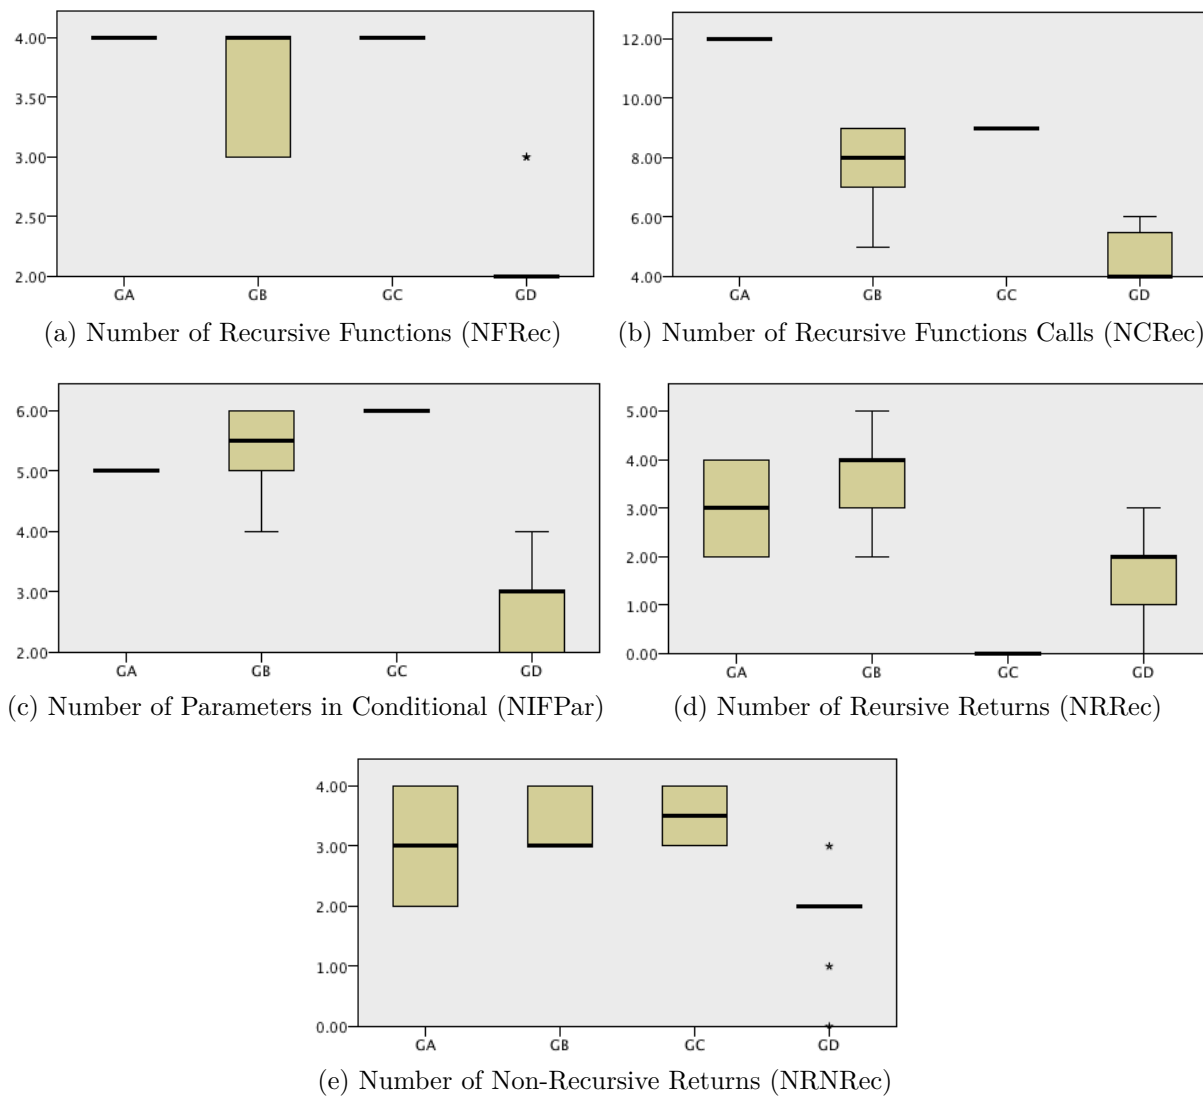 4.00
3.50
3.00
2.50
2.00
GA GB GC GD
(a) Number of Recursive Functions (NFRec)
12.00
10.00
8.00
6.00
4.00
GA GB GC GD
(b) Number of Recursive Functions Calls (NCRec)
6.00
5.00
4.00
3.00
2.00
GA GB GC GD
(c) Number of Parameters in Conditional (NIFPar)
5.00
4.00
3.00
2.00
1.00
0.00
GA GB GC GD
(d) Number of Reursive Returns (NRRec)
4.00
3.00
2.00
1.00
0.00
GA GB GC GD
(e) Number of Non-Recursive Returns (NRNRec)